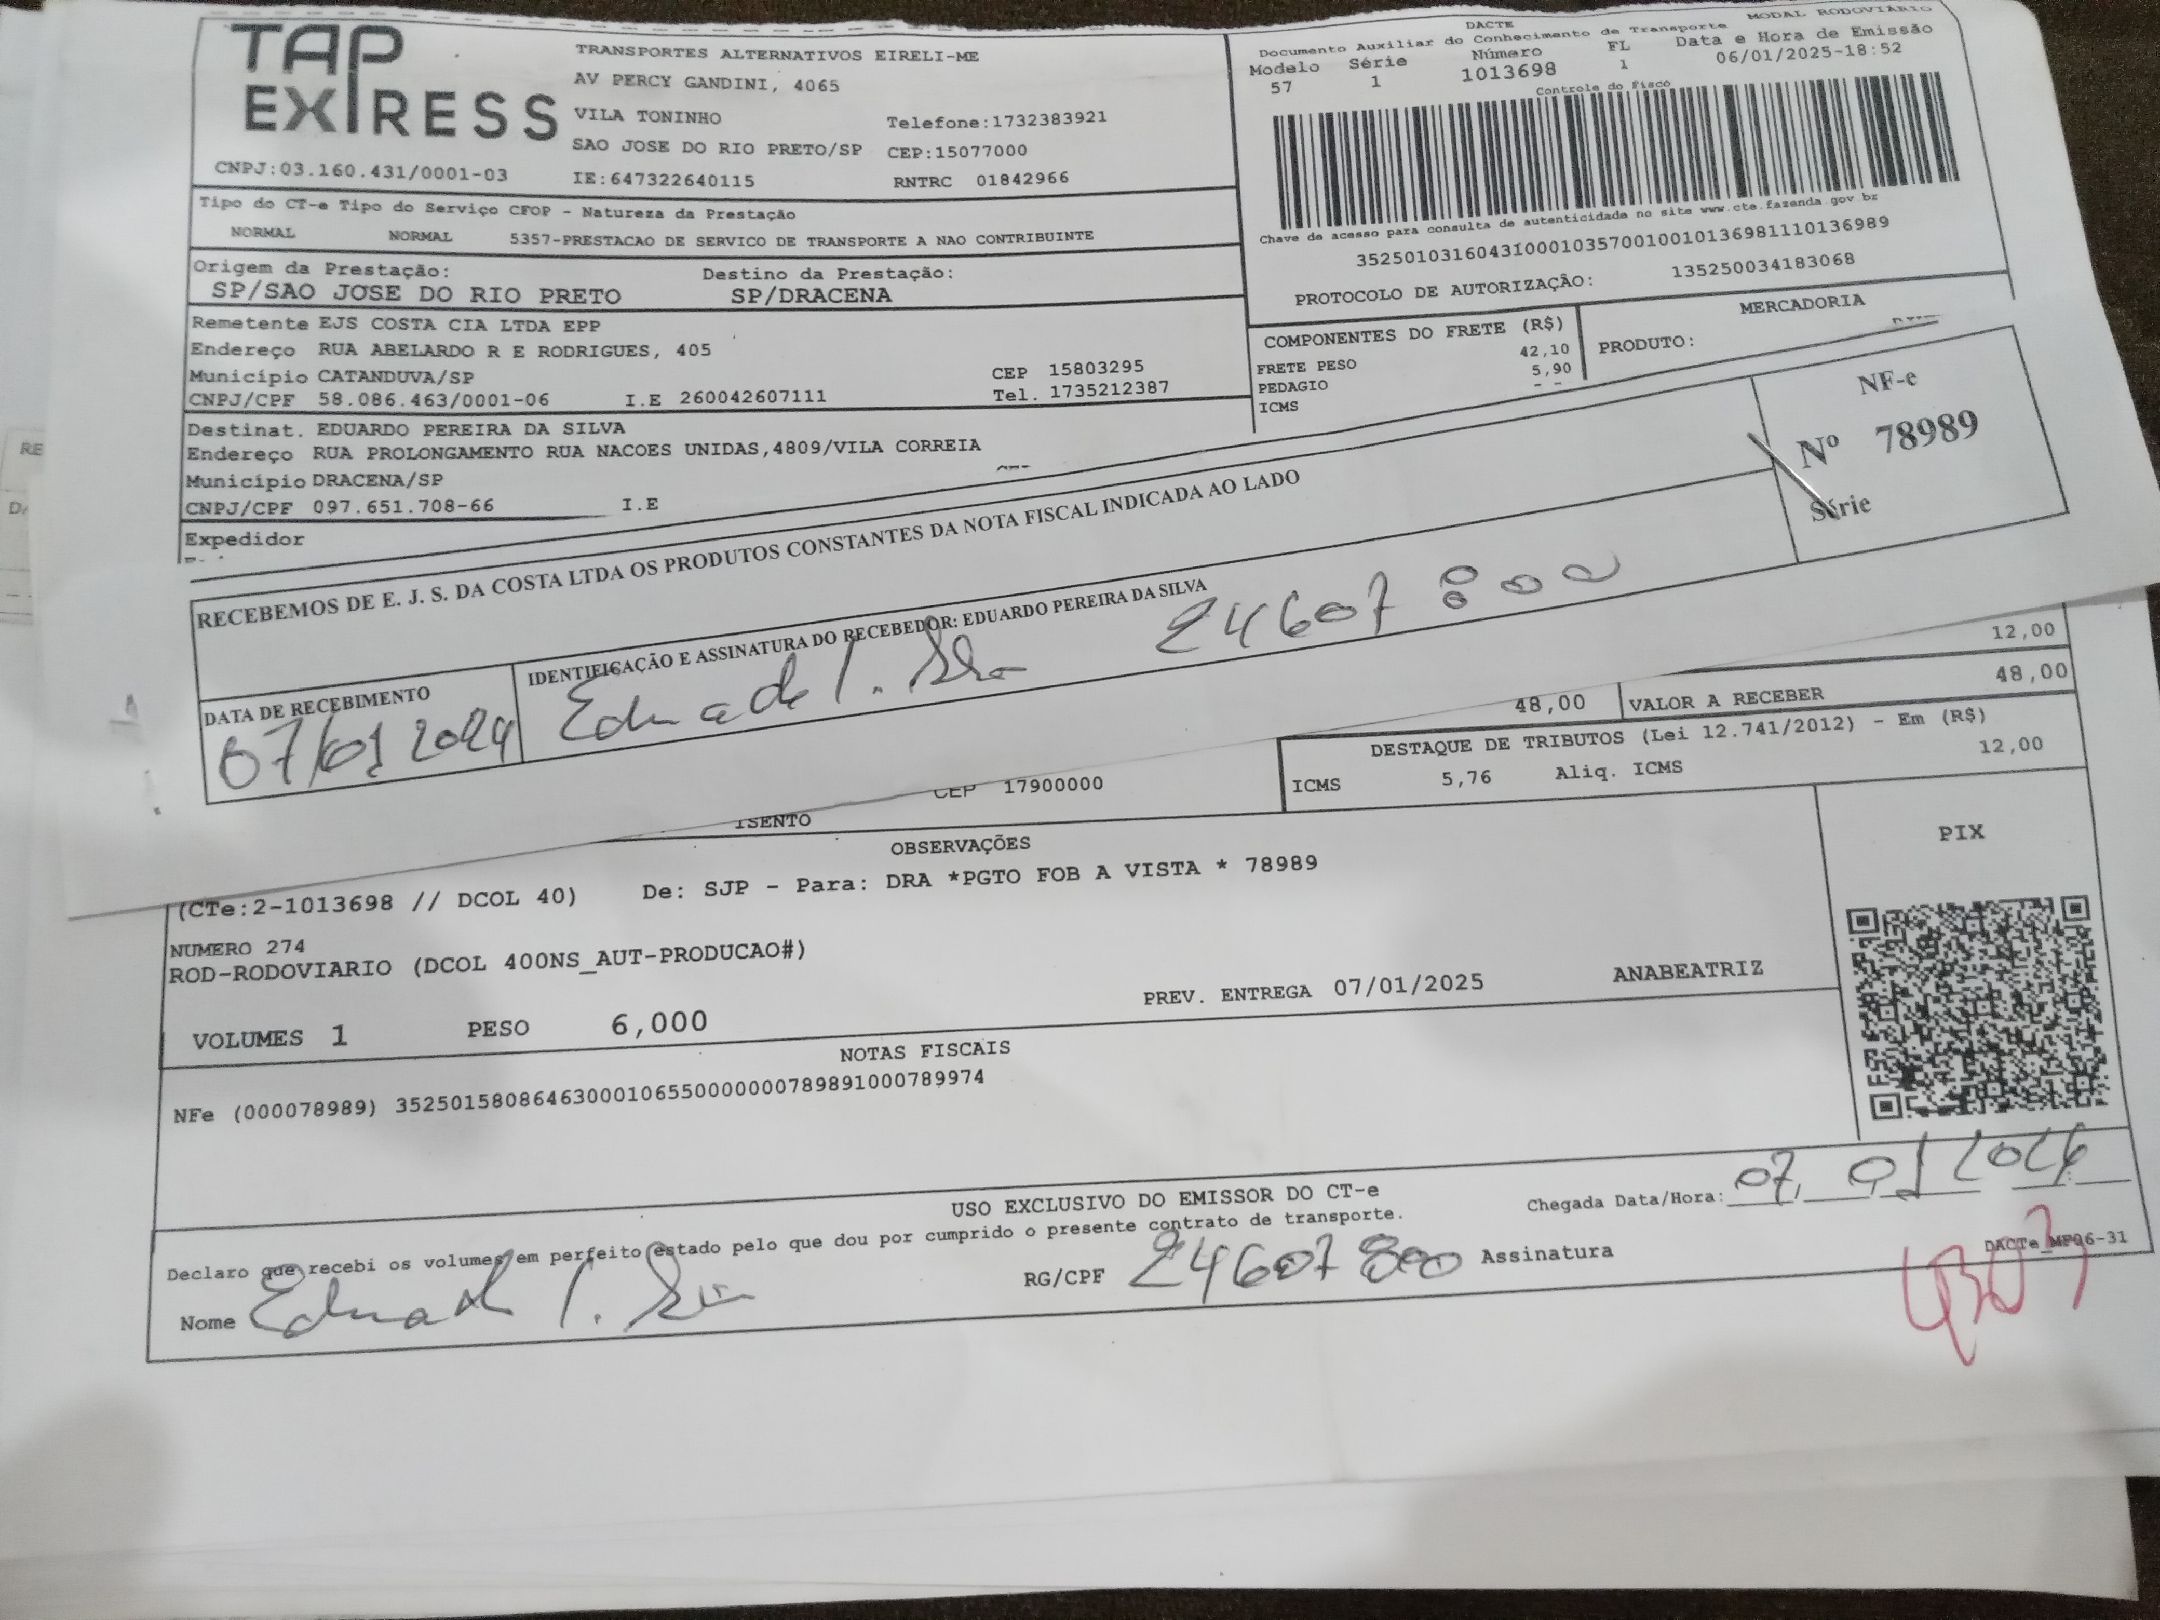 TAP EXPRESS
TRANSPORTES ALTERNATIVOS EIRELI-ME
AV PERCY GANDINI, 4065
VILA TONINHO Telefone:1732383921
SAO JOSE DO RIO PRETO/SP CEP:15077000
CNPJ:03.160.431/0001-03 IE:647322640115 RNTRC 01842966
DACTE MODAL RODOVIÁRIO
Documento Auxiliar do Conhecimento de Transporte
Modelo Série Número FL Data e Hora de Emissão
57 1 1013698 1 06/01/2025-18:52
Controle do fisco
Chave de acesso para consulta de autenticidade no site www.cte.fazenda.gov.br
35250103160431000103570010010136981110136989
PROTOCOLO DE AUTORIZAÇÃO: 135250034183068
Tipo do CT-e Tipo do Serviço CFOP - Natureza da Prestação
NORMAL NORMAL 5357-PRESTACAO DE SERVICO DE TRANSPORTE A NAO CONTRIBUINTE
Origem da Prestação: Destino da Prestação:
SP/SAO JOSE DO RIO PRETO SP/DRACENA
Remetente EJS COSTA CIA LTDA EPP
Endereço RUA ABELARDO R E RODRIGUES, 405
Município CATANDUVA/SP CEP 15803295
CNPJ/CPF 58.086.463/0001-06 I.E 260042607111 Tel. 1735212387
COMPONENTES DO FRETE (R$)
FRETE PESO 42,10
PEDAGIO 5,90
ICMS - -
MERCADORIA
PRODUTO:
Destinat. EDUARDO PEREIRA DA SILVA
Endereço RUA PROLONGAMENTO RUA NACOES UNIDAS,4809/VILA CORREIA
Município DRACENA/SP
CNPJ/CPF 097.651.708-66 I.E
Expedidor
RECEBEMOS DE E. J. S. DA COSTA LTDA OS PRODUTOS CONSTANTES DA NOTA FISCAL INDICADA AO LADO
NF-e
Nº 78989
Série
DATA DE RECEBIMENTO
07/01/2024
IDENTIFICAÇÃO E ASSINATURA DO RECEBEDOR: EDUARDO PEREIRA DA SILVA
24607800
12,00
48,00 VALOR A RECEBER 48,00
DESTAQUE DE TRIBUTOS (Lei 12.741/2012) - Em (R$)
ICMS 5,76 Aliq. ICMS 12,00
CEP 17900000
ISENTO
OBSERVAÇÕES
(CTe:2-1013698 // DCOL 40) De: SJP - Para: DRA *PGTO FOB A VISTA * 78989
NUMERO 274
ROD-RODOVIARIO (DCOL 400NS_AUT-PRODUCAO#)
PREV. ENTREGA 07/01/2025 ANABEATRIZ
VOLUMES 1 PESO 6,000
PIX
NOTAS FISCAIS
NFe (000078989) 35250158086463000106550000000789891000789974
USO EXCLUSIVO DO EMISSOR DO CT-e
Declaro que recebi os volumes em perfeito estado pelo que dou por cumprido o presente contrato de transporte.
Chegada Data/Hora: 07,
Nome
RG/CPF 24607800 Assinatura
DACTe_MF06-31